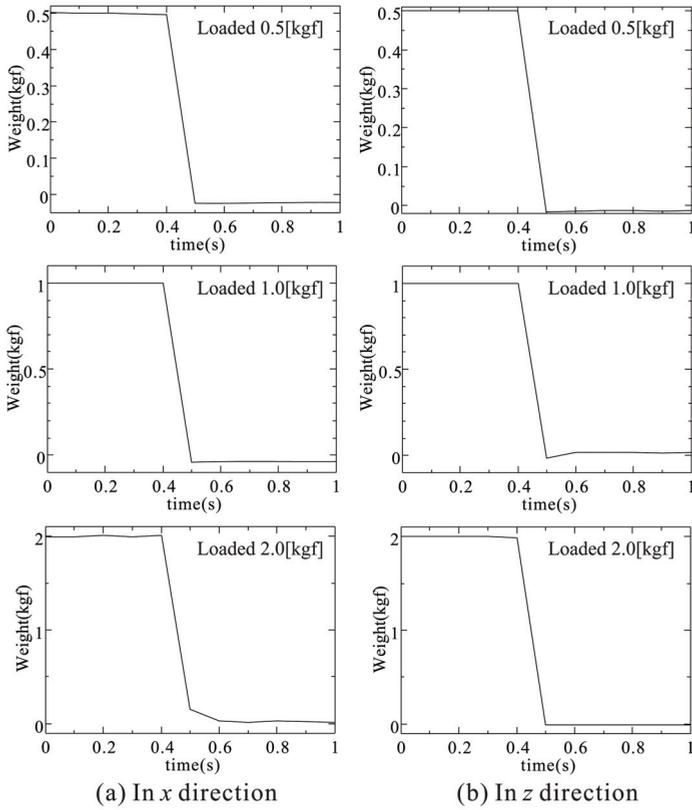 0.5
0.4
0.3
0.2
0.1
0
Weight(kgf)
Loaded 0.5[kgf]
0 0.2 0.4 0.6 0.8 1
time(s)
0.5
0.4
0.3
0.2
0.1
0
Weight(kgf)
Loaded 0.5[kgf]
0 0.2 0.4 0.6 0.8 1
time(s)
1
0.5
0
Weight(kgf)
Loaded 1.0[kgf]
0 0.2 0.4 0.6 0.8 1
time(s)
1
0.5
0
Weight(kgf)
Loaded 1.0[kgf]
0 0.2 0.4 0.6 0.8 1
time(s)
2
1
0
Weight(kgf)
Loaded 2.0[kgf]
0 0.2 0.4 0.6 0.8 1
time(s)
2
1
0
Weight(kgf)
Loaded 2.0[kgf]
0 0.2 0.4 0.6 0.8 1
time(s)
(a) In x direction
(b) In z direction